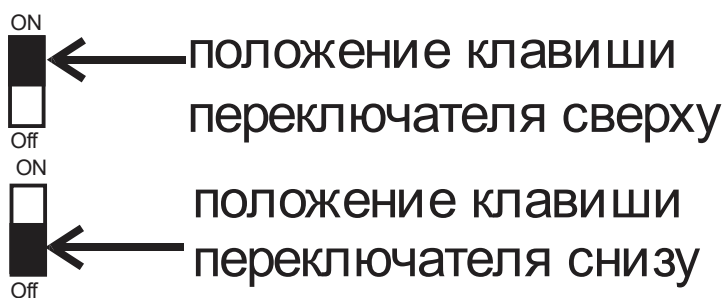 ON
положение клавиши
переключателя сверху
Off
ON
положение клавиши
переключателя снизу
Off